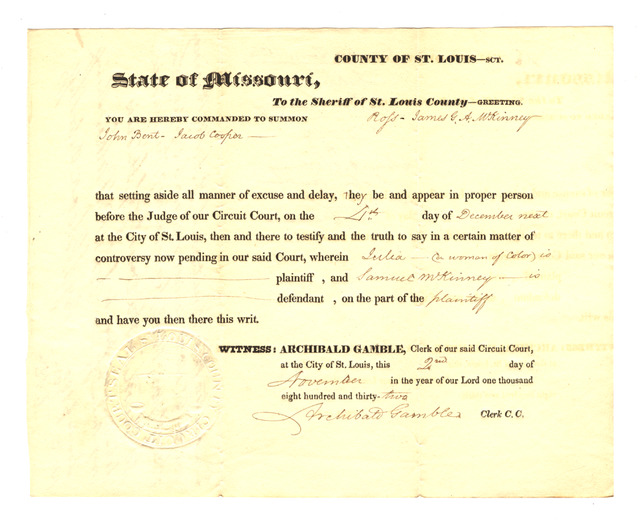 COUNTY OF ST. LOUIS—SCT.
State of Missouri,
To the Sheriff of St. Louis County—GREETING.
YOU ARE HEREBY COMMANDED TO SUMMON Ross - James G. A. McKinney
John Bent - Jacob Cooper —
that setting aside all manner of excuse and delay, They be and appear in proper person
before the Judge of our Circuit Court, on the 4th day of December next
at the City of St. Louis, then and there to testify and the truth to say in a certain matter of
controversy now pending in our said Court, wherein Julia — (a woman of Color) is
plaintiff , and Samuel McKinney — is
defendant , on the part of the plaintiff
and have you then there this writ.
WITNESS: ARCHIBALD GAMBLE, Clerk of our said Circuit Court,
at the City of St. Louis, this 2nd day of
November in the year of our Lord one thousand
eight hundred and thirty-two
Archibald Gamble Clerk C. C.